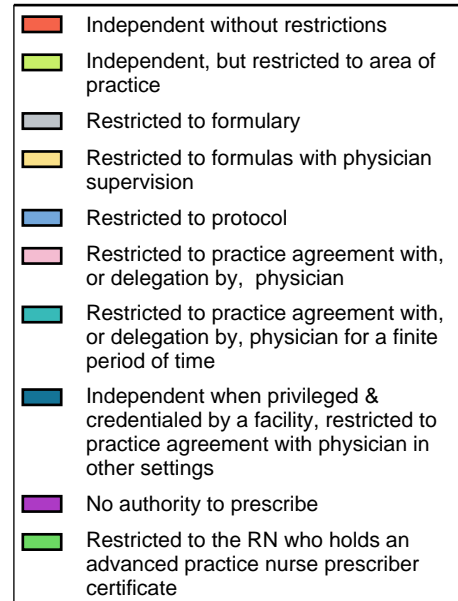 Independent without restrictions
Independent, but restricted to area of
practice
Restricted to formulary
Restricted to formulas with physician
supervision
Restricted to protocol
Restricted to practice agreement with,
or delegation by, physician
Restricted to practice agreement with,
or delegation by, physician for a finite
period of time
Independent when privileged &
credentialed by a facility, restricted to
practice agreement with physician in
other settings
No authority to prescribe
Restricted to the RN who holds an
advanced practice nurse prescriber
certificate